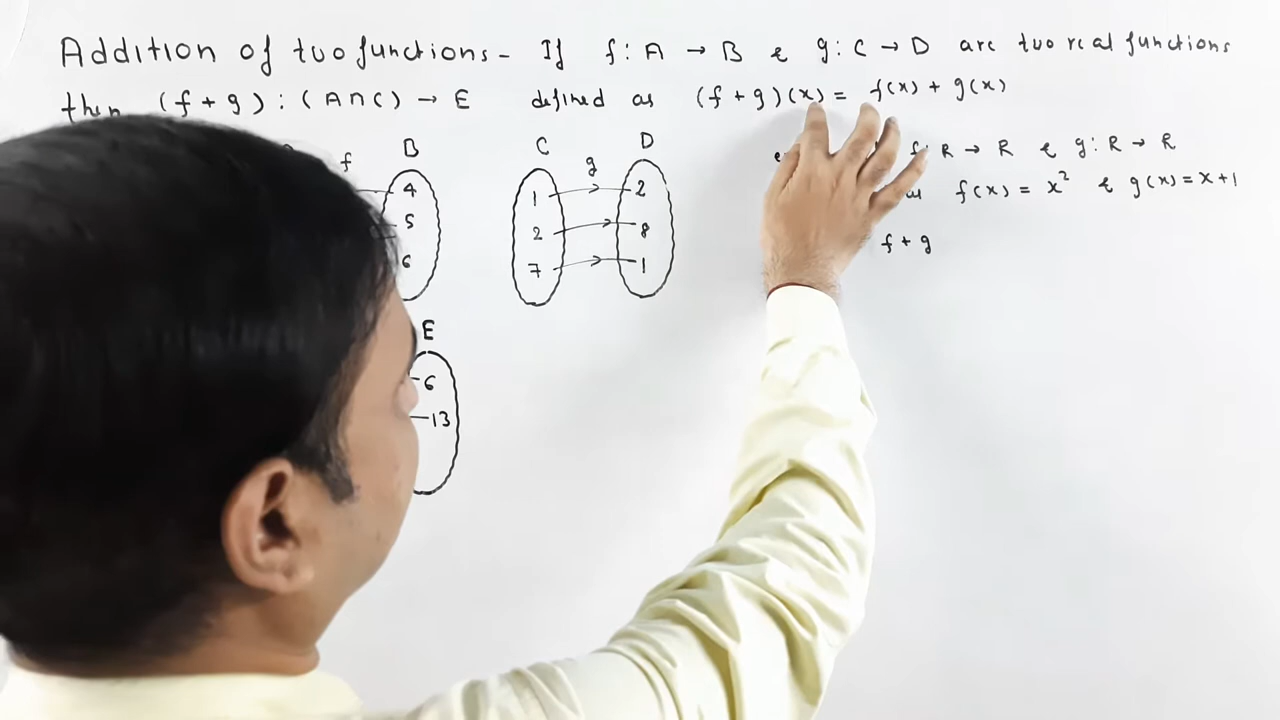 Addition of two functions - If f : A → B & g : C → D are two real functions
then (f + g) : (A ∩ C) → E defined as (f + g)(x) = f(x) + g(x)
f B
4
5
6
C g D
1 2
2 8
7 1
E
6
13
f : R → R & g : R → R
as f(x) = x² & g(x) = x+1
f + g